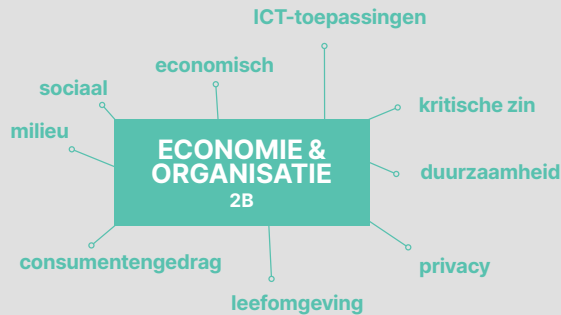 ICT-toepassingen
economisch
sociaal
kritische zin
milieu
ECONOMIE &
ORGANISATIE
2B
duurzaamheid
consumentengedrag
privacy
leefomgeving